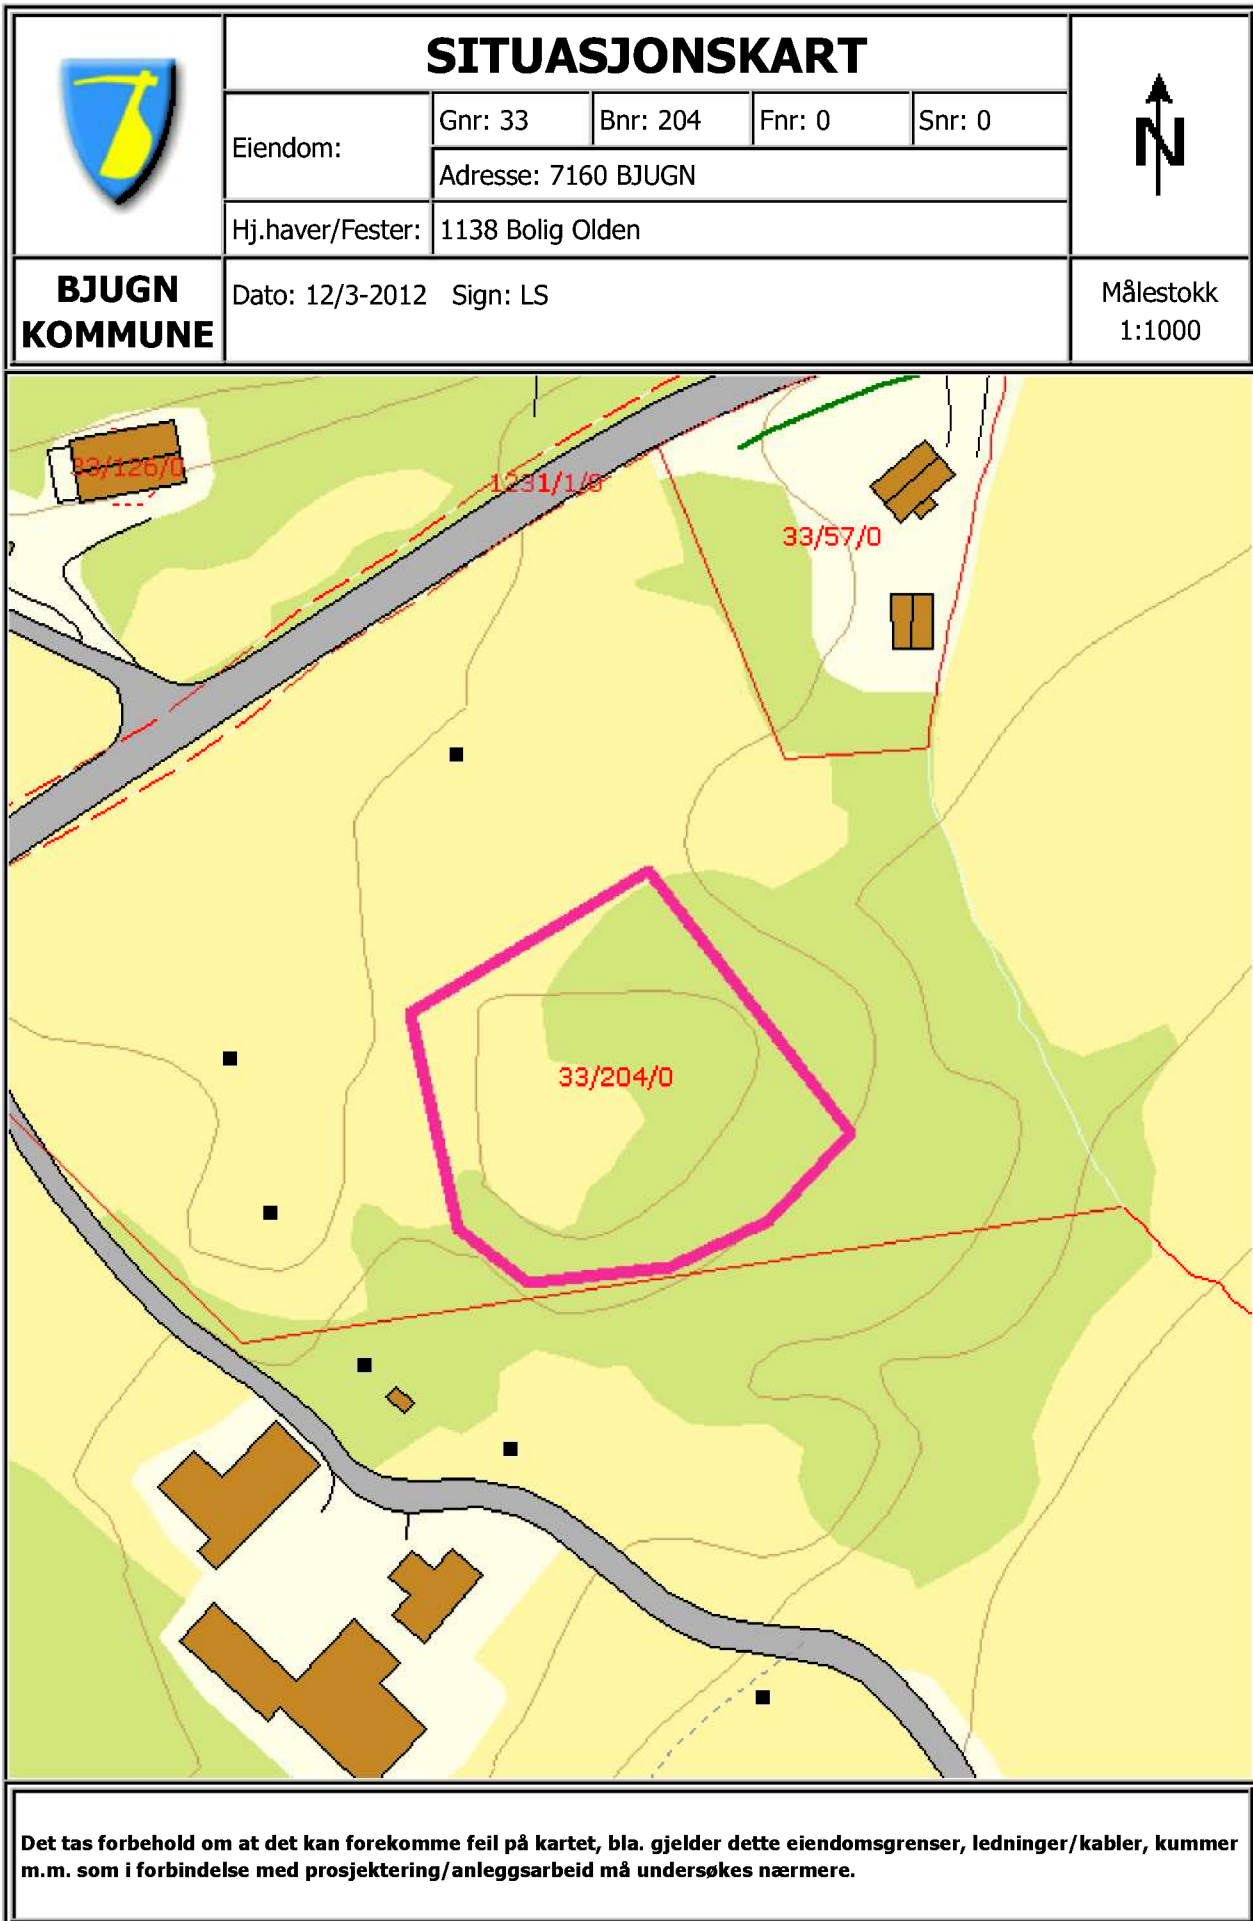 SITUASJONSKART
Eiendom:
Gnr: 33
Bnr: 204
Fnr: 0
Snr: 0
Adresse: 7160 BJUGN
Hj.haver/Fester:
1138 Bolig Olden
N
BJUGN
KOMMUNE
Dato: 12/3-2012 Sign: LS
Målestokk
1:1000
33/126/0
1231/1/0
33/57/0
33/204/0
Det tas forbehold om at det kan forekomme feil på kartet, bla. gjelder dette eiendomsgrenser, ledninger/kabler, kummer
m.m. som i forbindelse med prosjektering/anleggsarbeid må undersøkes nærmere.